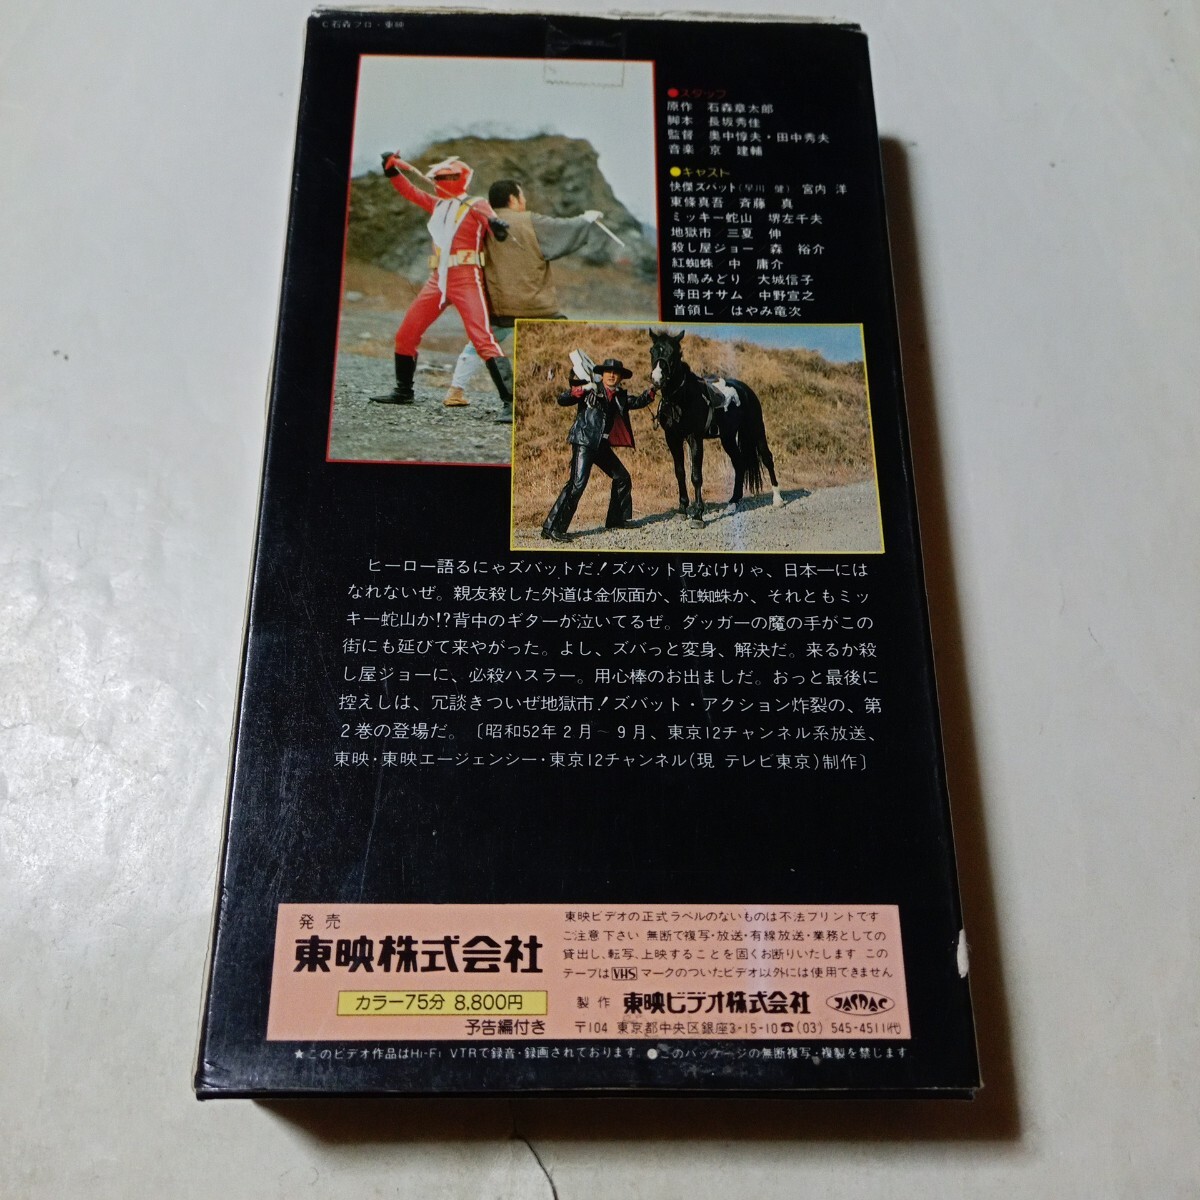 C石森プロ・東映
●スタッフ
原作 石森章太郎
脚本 長坂秀佳
監督 奥中惇夫・田中秀夫
音楽 京 建輔
●キャスト
快傑ズバット(早川 健) 宮内 洋
東條真吾/斉藤 真
ミッキー蛇山 堺左千夫
地獄市/三夏 伸
殺し屋ジョー/森 裕介
紅蜘蛛/中 庸介
飛鳥みどり/大城信子
寺田オサム/中野宣之
首領L/はやみ竜次
ヒーロー語るにゃズバットだ!ズバット見なけりゃ、日本一には
なれないぜ。親友殺した外道は金仮面か、紅蜘蛛か、それともミッ
キー蛇山か!?背中のギターが泣いてるぜ。ダッガーの魔の手がこの
街にも延びて来やがった。よし、ズバっと変身、解決だ。来るか殺
し屋ジョーに、必殺ハスラー。用心棒のお出ましだ。おっと最後に
控えしは、冗談きついぜ地獄市!ズバット・アクション炸裂の、第
2巻の登場だ。〔昭和52年2月~9月、東京12チャンネル系放送、
東映・東映エージェンシー・東京12チャンネル(現 テレビ東京)制作〕
発売
東映株式会社
カラー75分 8,800円
予告編付き
東映ビデオの正式ラベルのないものは不法プリントです
ご注意下さい 無断で複写・放送・有線放送・業務としての
貸出し、転写、上映することを固くお断りいたします このテープはVHSマークのついたビデオ以外には使用できません
製作 東映ビデオ株式会社 JASRAC
〒104 東京都中央区銀座3-15-10☎(03) 545-4511(代)
★このビデオ作品はHi-Fi VTRで録音・録画されております。●このパッケージの無断複写・複製を禁じます